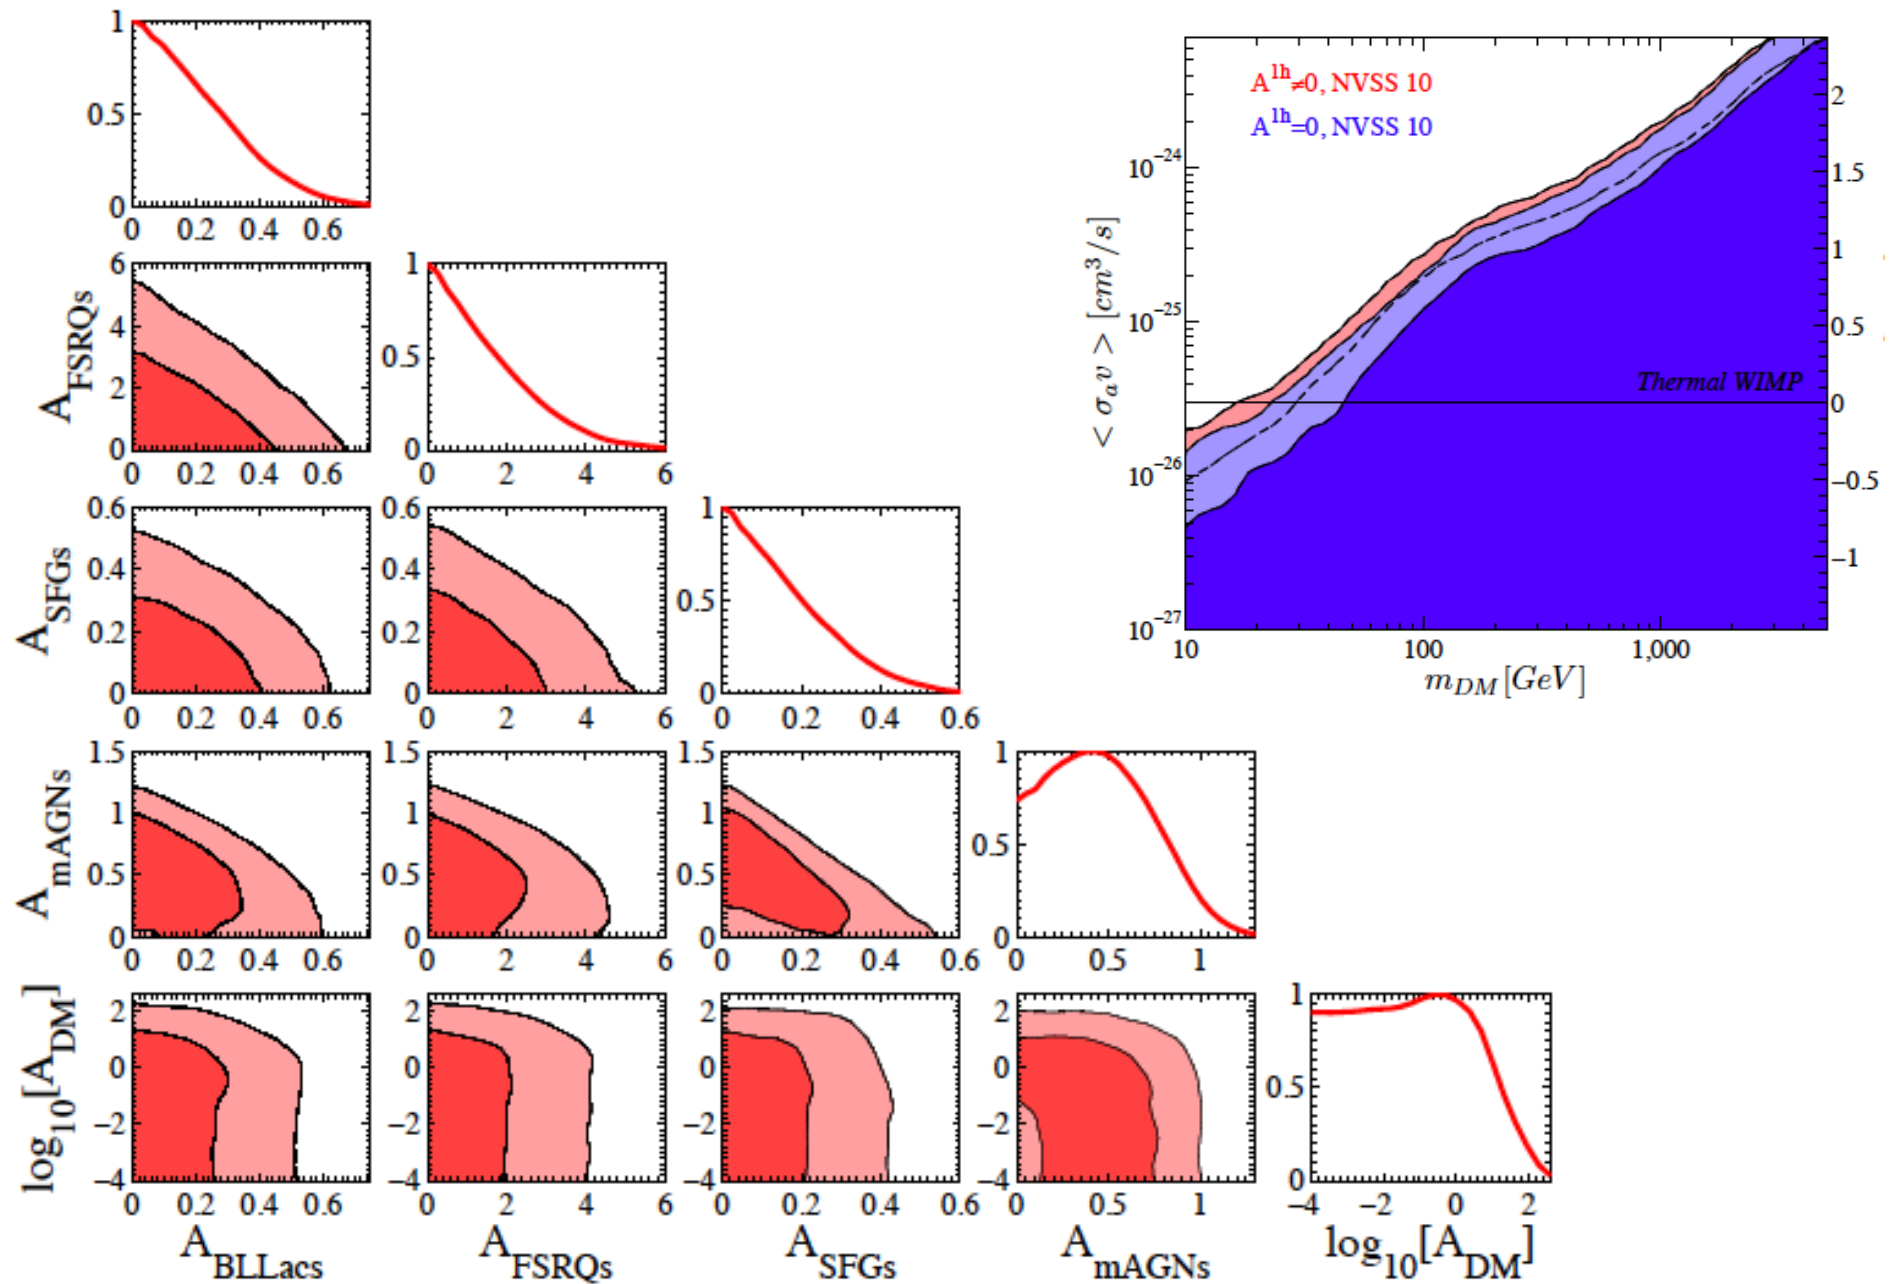 1
0.5
0
0 0.2 0.4 0.6
A^1h≠0, NVSS 10
A^1h=0, NVSS 10
10^−24
10^−25
10^−26
10^−27
< σ_a v > [cm^3/s]
Thermal WIMP
2
1.5
1
0.5
0
−0.5
−1
10 100 1,000
m_DM [GeV]
A_FSRQs
6
4
2
0
0 0.2 0.4 0.6
1
0.5
0
0 2 4 6
A_SFGs
0.6
0.4
0.2
0
0 0.2 0.4 0.6
0.6
0.4
0.2
0
0 2 4 6
1
0.5
0
0 0.2 0.4 0.6
A_mAGNs
1.5
1
0.5
0
0 0.2 0.4 0.6
1.5
1
0.5
0
0 2 4 6
1.5
1
0.5
0
0 0.2 0.4 0.6
1
0.5
0
0 0.5 1
log_10[A_DM]
2
0
−2
−4
0 0.2 0.4 0.6
A_BLLacs
2
0
−2
−4
0 2 4 6
A_FSRQs
2
0
−2
−4
0 0.2 0.4 0.6
A_SFGs
2
0
−2
−4
0 0.5 1
A_mAGNs
1
0.5
0
−4 −2 0 2
log_10[A_DM]